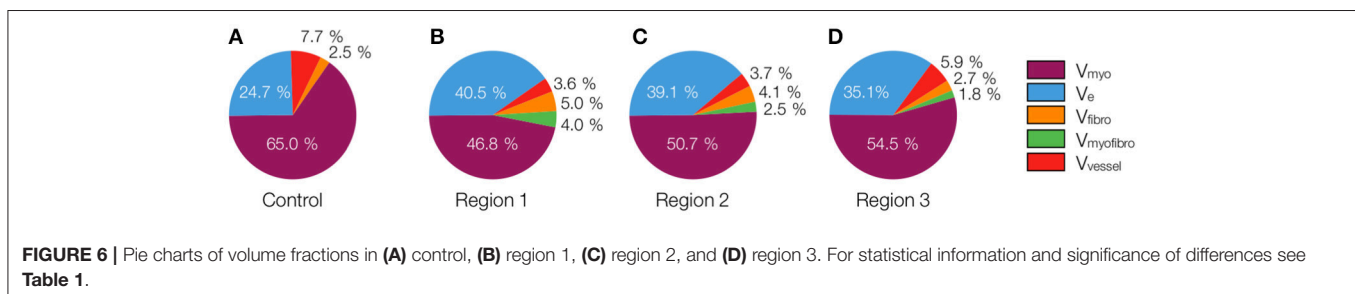 A
7.7 %
2.5 %
24.7 %
65.0 %
Control
B
3.6 %
5.0 %
4.0 %
40.5 %
46.8 %
Region 1
C
3.7 %
4.1 %
2.5 %
39.1 %
50.7 %
Region 2
D
5.9 %
2.7 %
1.8 %
35.1%
54.5 %
Region 3
Vmyo
Ve
Vfibro
Vmyofibro
Vvessel
FIGURE 6 | Pie charts of volume fractions in (A) control, (B) region 1, (C) region 2, and (D) region 3. For statistical information and significance of differences see
Table 1.